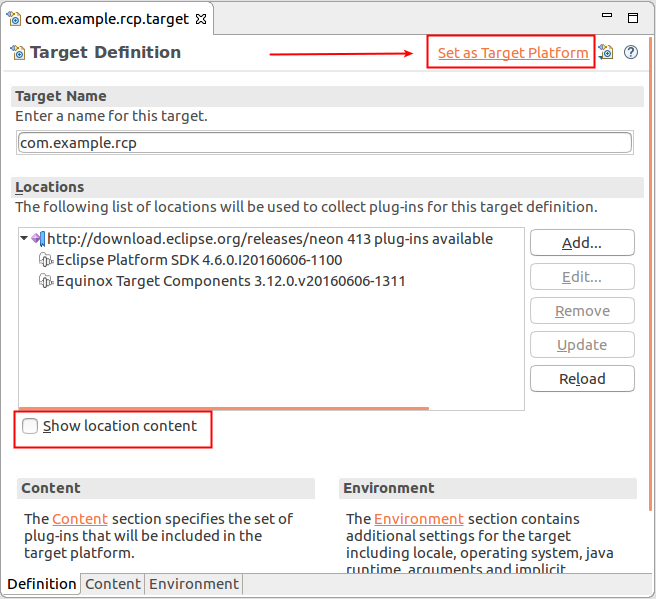 com.example.rcp.target
Target Definition
Set as Target Platform
Target Name
Enter a name for this target.
com.example.rcp
Locations
The following list of locations will be used to collect plug-ins for this target definition.
http://download.eclipse.org/releases/neon 413 plug-ins available
Eclipse Platform SDK 4.6.0.I20160606-1100
Equinox Target Components 3.12.0.v20160606-1311
Add...
Edit...
Remove
Update
Reload
Show location content
Content
The Content section specifies the set of
plug-ins that will be included in the
target platform.
Environment
The Environment section contains
additional settings for the target
including locale, operating system, java
runtime, arguments and implicit
Definition
Content
Environment